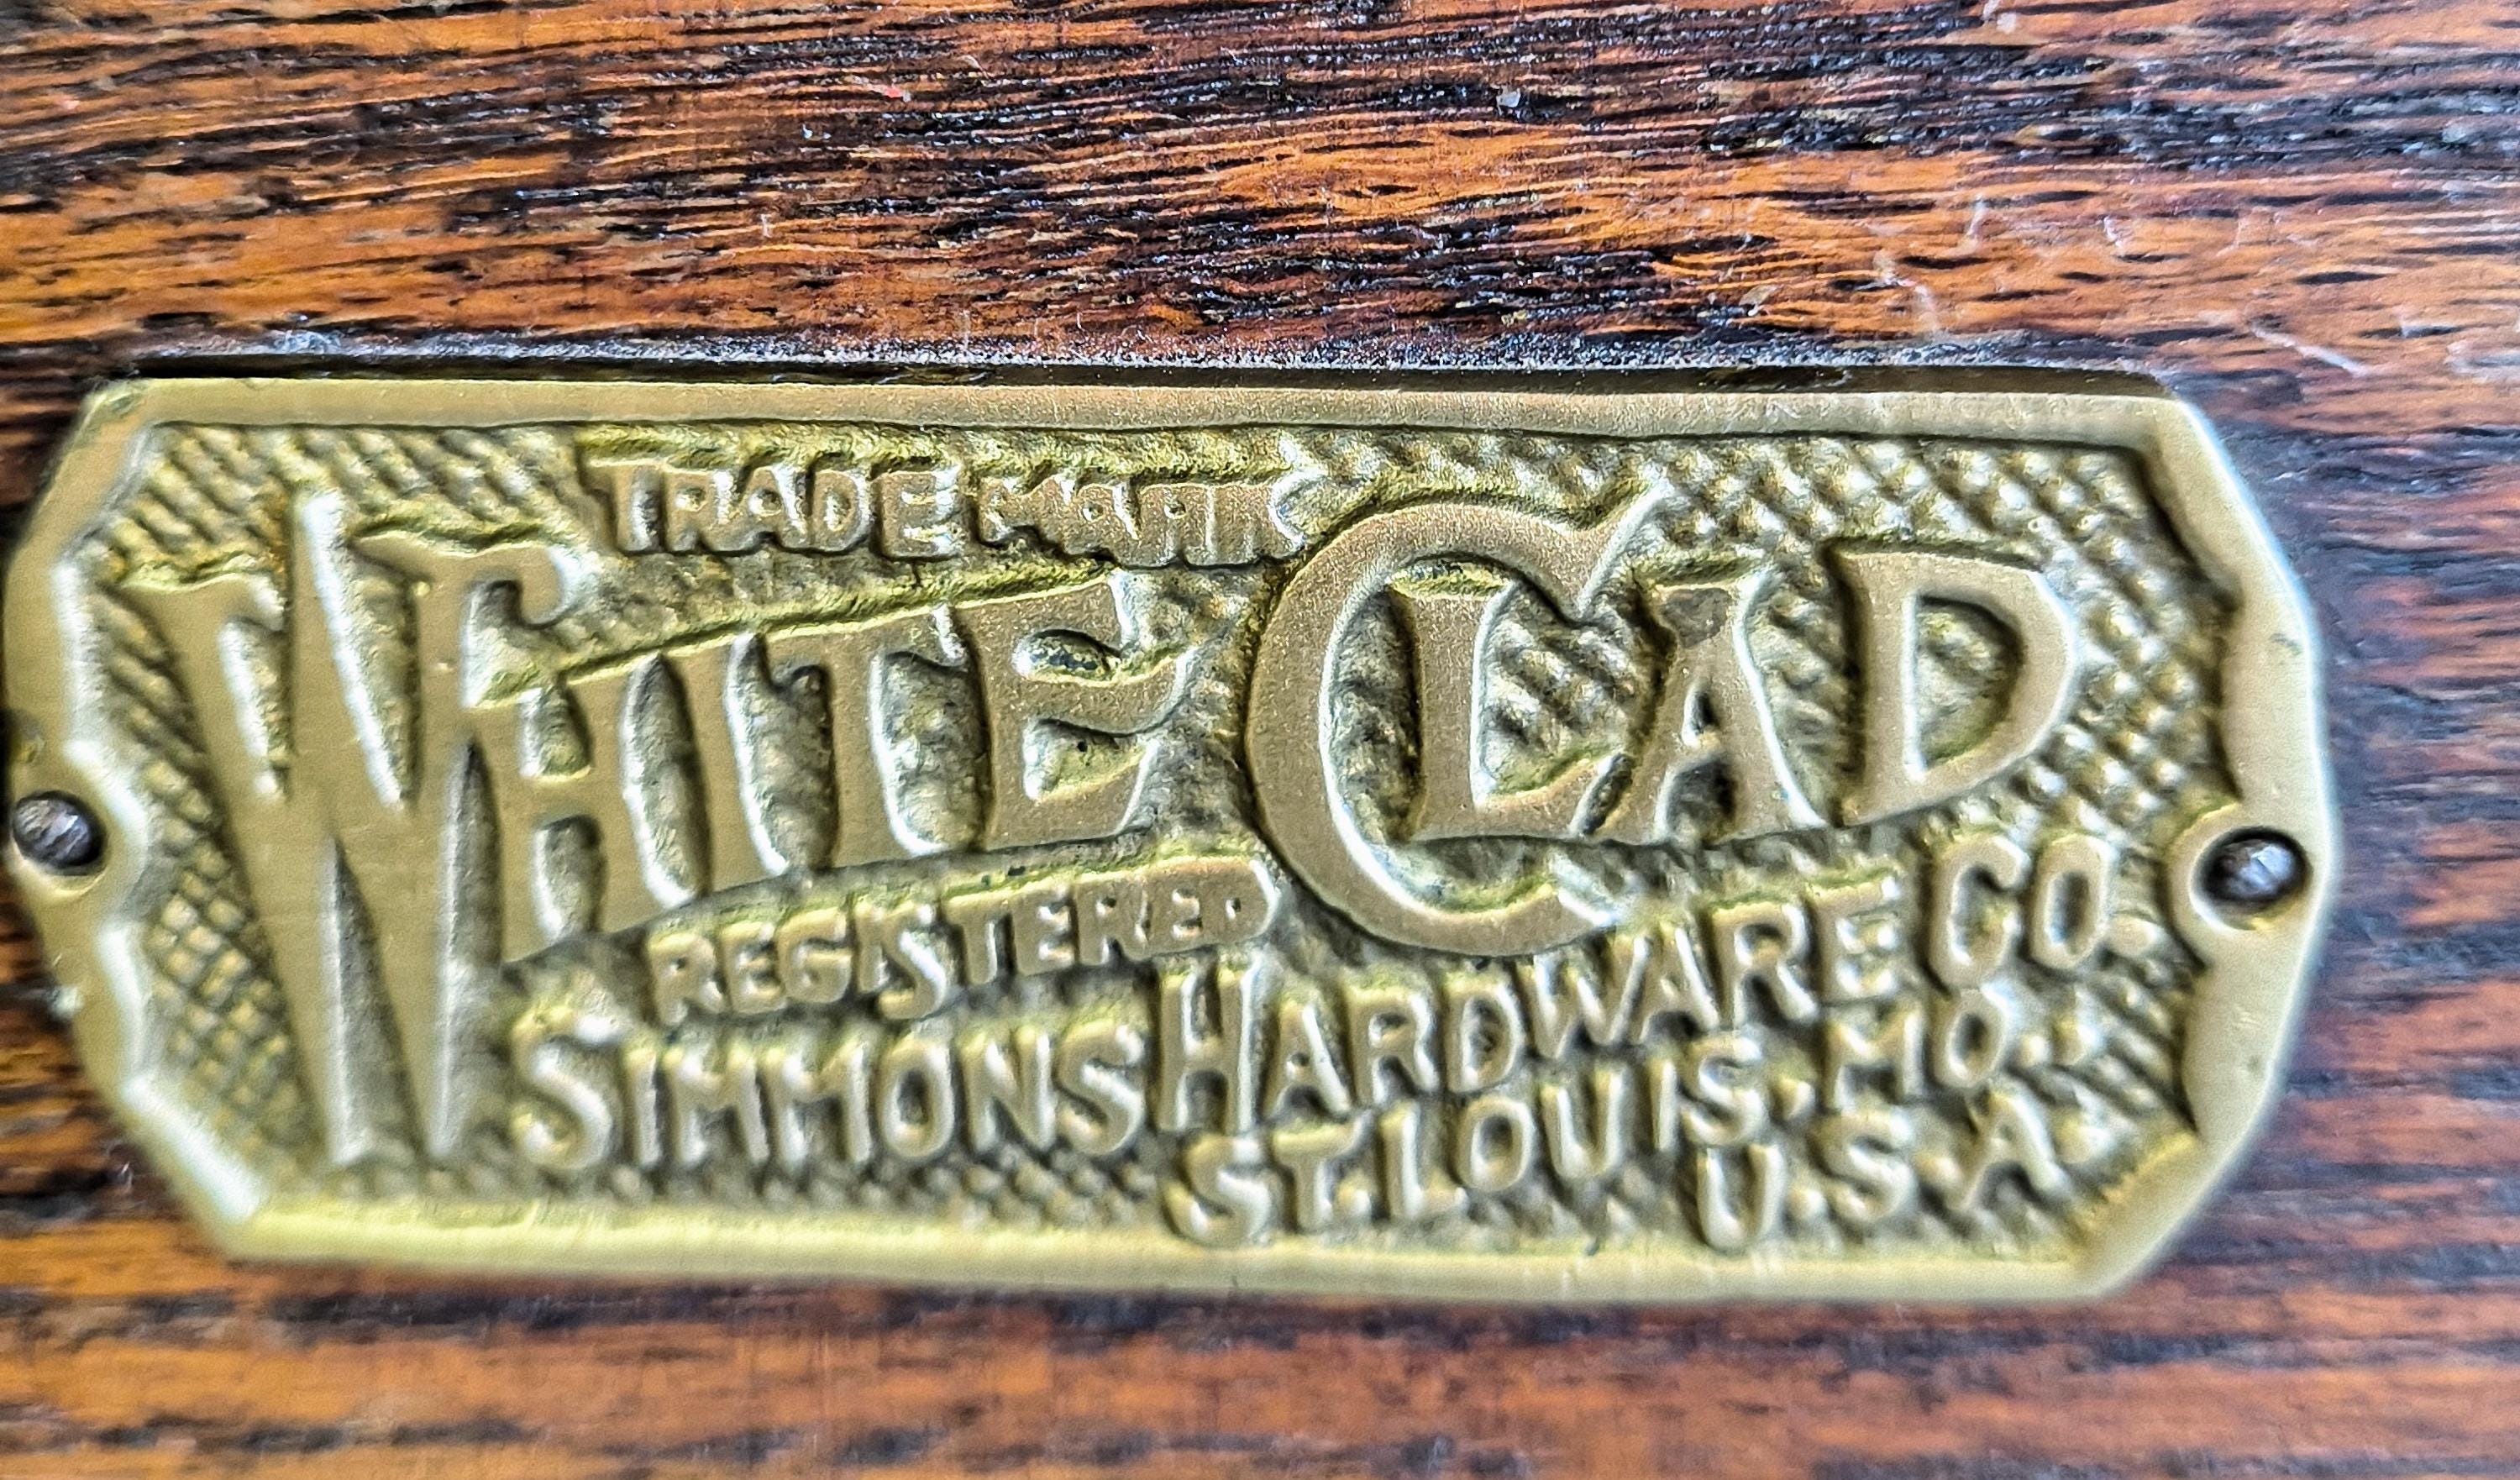 TRADE MARK
WHITE CLAD
REGISTERED
SIMMONS HARDWARE CO.
ST. LOUIS, MO.
U.S.A.